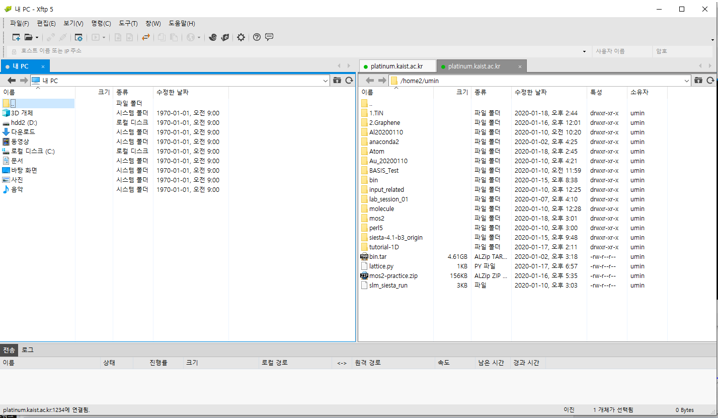 내 PC - Xftp 5
파일(F) 편집(E) 보기(V) 명령(C) 도구(T) 창(W) 도움말(H)
호스트 이름 또는 주소 사용자 이름 암호
내 PC
platinum.kaist.ac.kr platinum.kaist.ac.kr
내 PC
/home2/umin
이름 크기 종류 수정한 날짜
파일 폴더
3D 개체 시스템 폴더 1970-01-01, 오전 9:00
hdd2 (D:) 로컬 디스크 1970-01-01, 오전 9:00
다운로드 시스템 폴더 1970-01-01, 오전 9:00
동영상 시스템 폴더 1970-01-01, 오전 9:00
로컬 디스크 (C:) 로컬 디스크 1970-01-01, 오전 9:00
문서 시스템 폴더 1970-01-01, 오전 9:00
바탕 화면 시스템 폴더 1970-01-01, 오전 9:00
사진 시스템 폴더 1970-01-01, 오전 9:00
음악 시스템 폴더 1970-01-01, 오전 9:00
이름 크기 종류 수정한 날짜 특성 소유자
..
1.TIN 파일 폴더 2020-01-18, 오후 2:44 drwxr-xr-x umin
2.Graphene 파일 폴더 2020-01-16, 오후 12:01 drwxr-xr-x umin
AI20200110 파일 폴더 2020-01-10, 오전 10:20 drwxr-xr-x umin
anaconda2 파일 폴더 2020-01-02, 오후 4:25 drwxr-xr-x umin
Atom 파일 폴더 2020-01-18, 오후 2:45 drwxr-xr-x umin
Au_20200110 파일 폴더 2020-01-10, 오후 4:21 drwxr-xr-x umin
BASIS_Test 파일 폴더 2020-01-10, 오전 11:59 drwxr-xr-x umin
bin 파일 폴더 2020-01-15, 오후 8:38 drwxr-xr-x umin
input_related 파일 폴더 2020-01-10, 오후 12:25 drwxr-xr-x umin
lab_session_01 파일 폴더 2020-01-07, 오후 4:10 drwxr-xr-x umin
molecule 파일 폴더 2020-01-10, 오후 12:28 drwxr-xr-x umin
mos2 파일 폴더 2020-01-18, 오후 3:01 drwxr-xr-x umin
perl5 파일 폴더 2020-01-10, 오후 3:00 drwxr-xr-x umin
siesta-4.1-b3_origin 파일 폴더 2020-01-15, 오후 9:48 drwxr-xr-x umin
tutorial-1D 파일 폴더 2020-01-17, 오후 2:11 drwxr-xr-x umin
bin.tar 4.61GB ALZip TAR... 2020-01-02, 오후 3:18 -rw-r--r-- umin
lattice.py 1KB PY 파일 2020-01-17, 오후 6:57 -rw-r--r-- umin
mos2-practice.zip 156KB ALZip ZIP ... 2020-01-16, 오후 5:35 -rw-r--r-- umin
slm_siesta_run 3KB 파일 2020-01-10, 오후 3:03 -rw-r--r-- umin
전송 로그
이름 상태 진행률 크기 로컬 경로 <-> 원격 경로 속도 남은 시간 경과 시간
platinum.kaist.ac.kr:1234에 연결됨. 이진 1 개체가 선택됨 0 Bytes